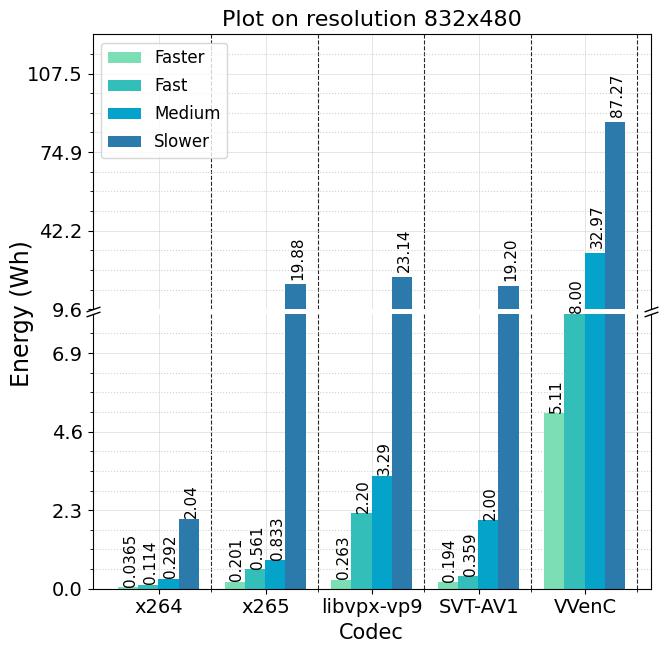 Plot on resolution 832x480
Faster
Fast
Medium
Slower
107.5
74.9
42.2
9.6
6.9
4.6
2.3
0.0
Energy (Wh)
0.0365
0.114
0.292
2.04
0.201
0.561
0.833
19.88
0.263
2.20
3.29
23.14
0.194
0.359
2.00
19.20
5.11
8.00
32.97
87.27
x264
x265
libvpx-vp9
SVT-AV1
VVenC
Codec